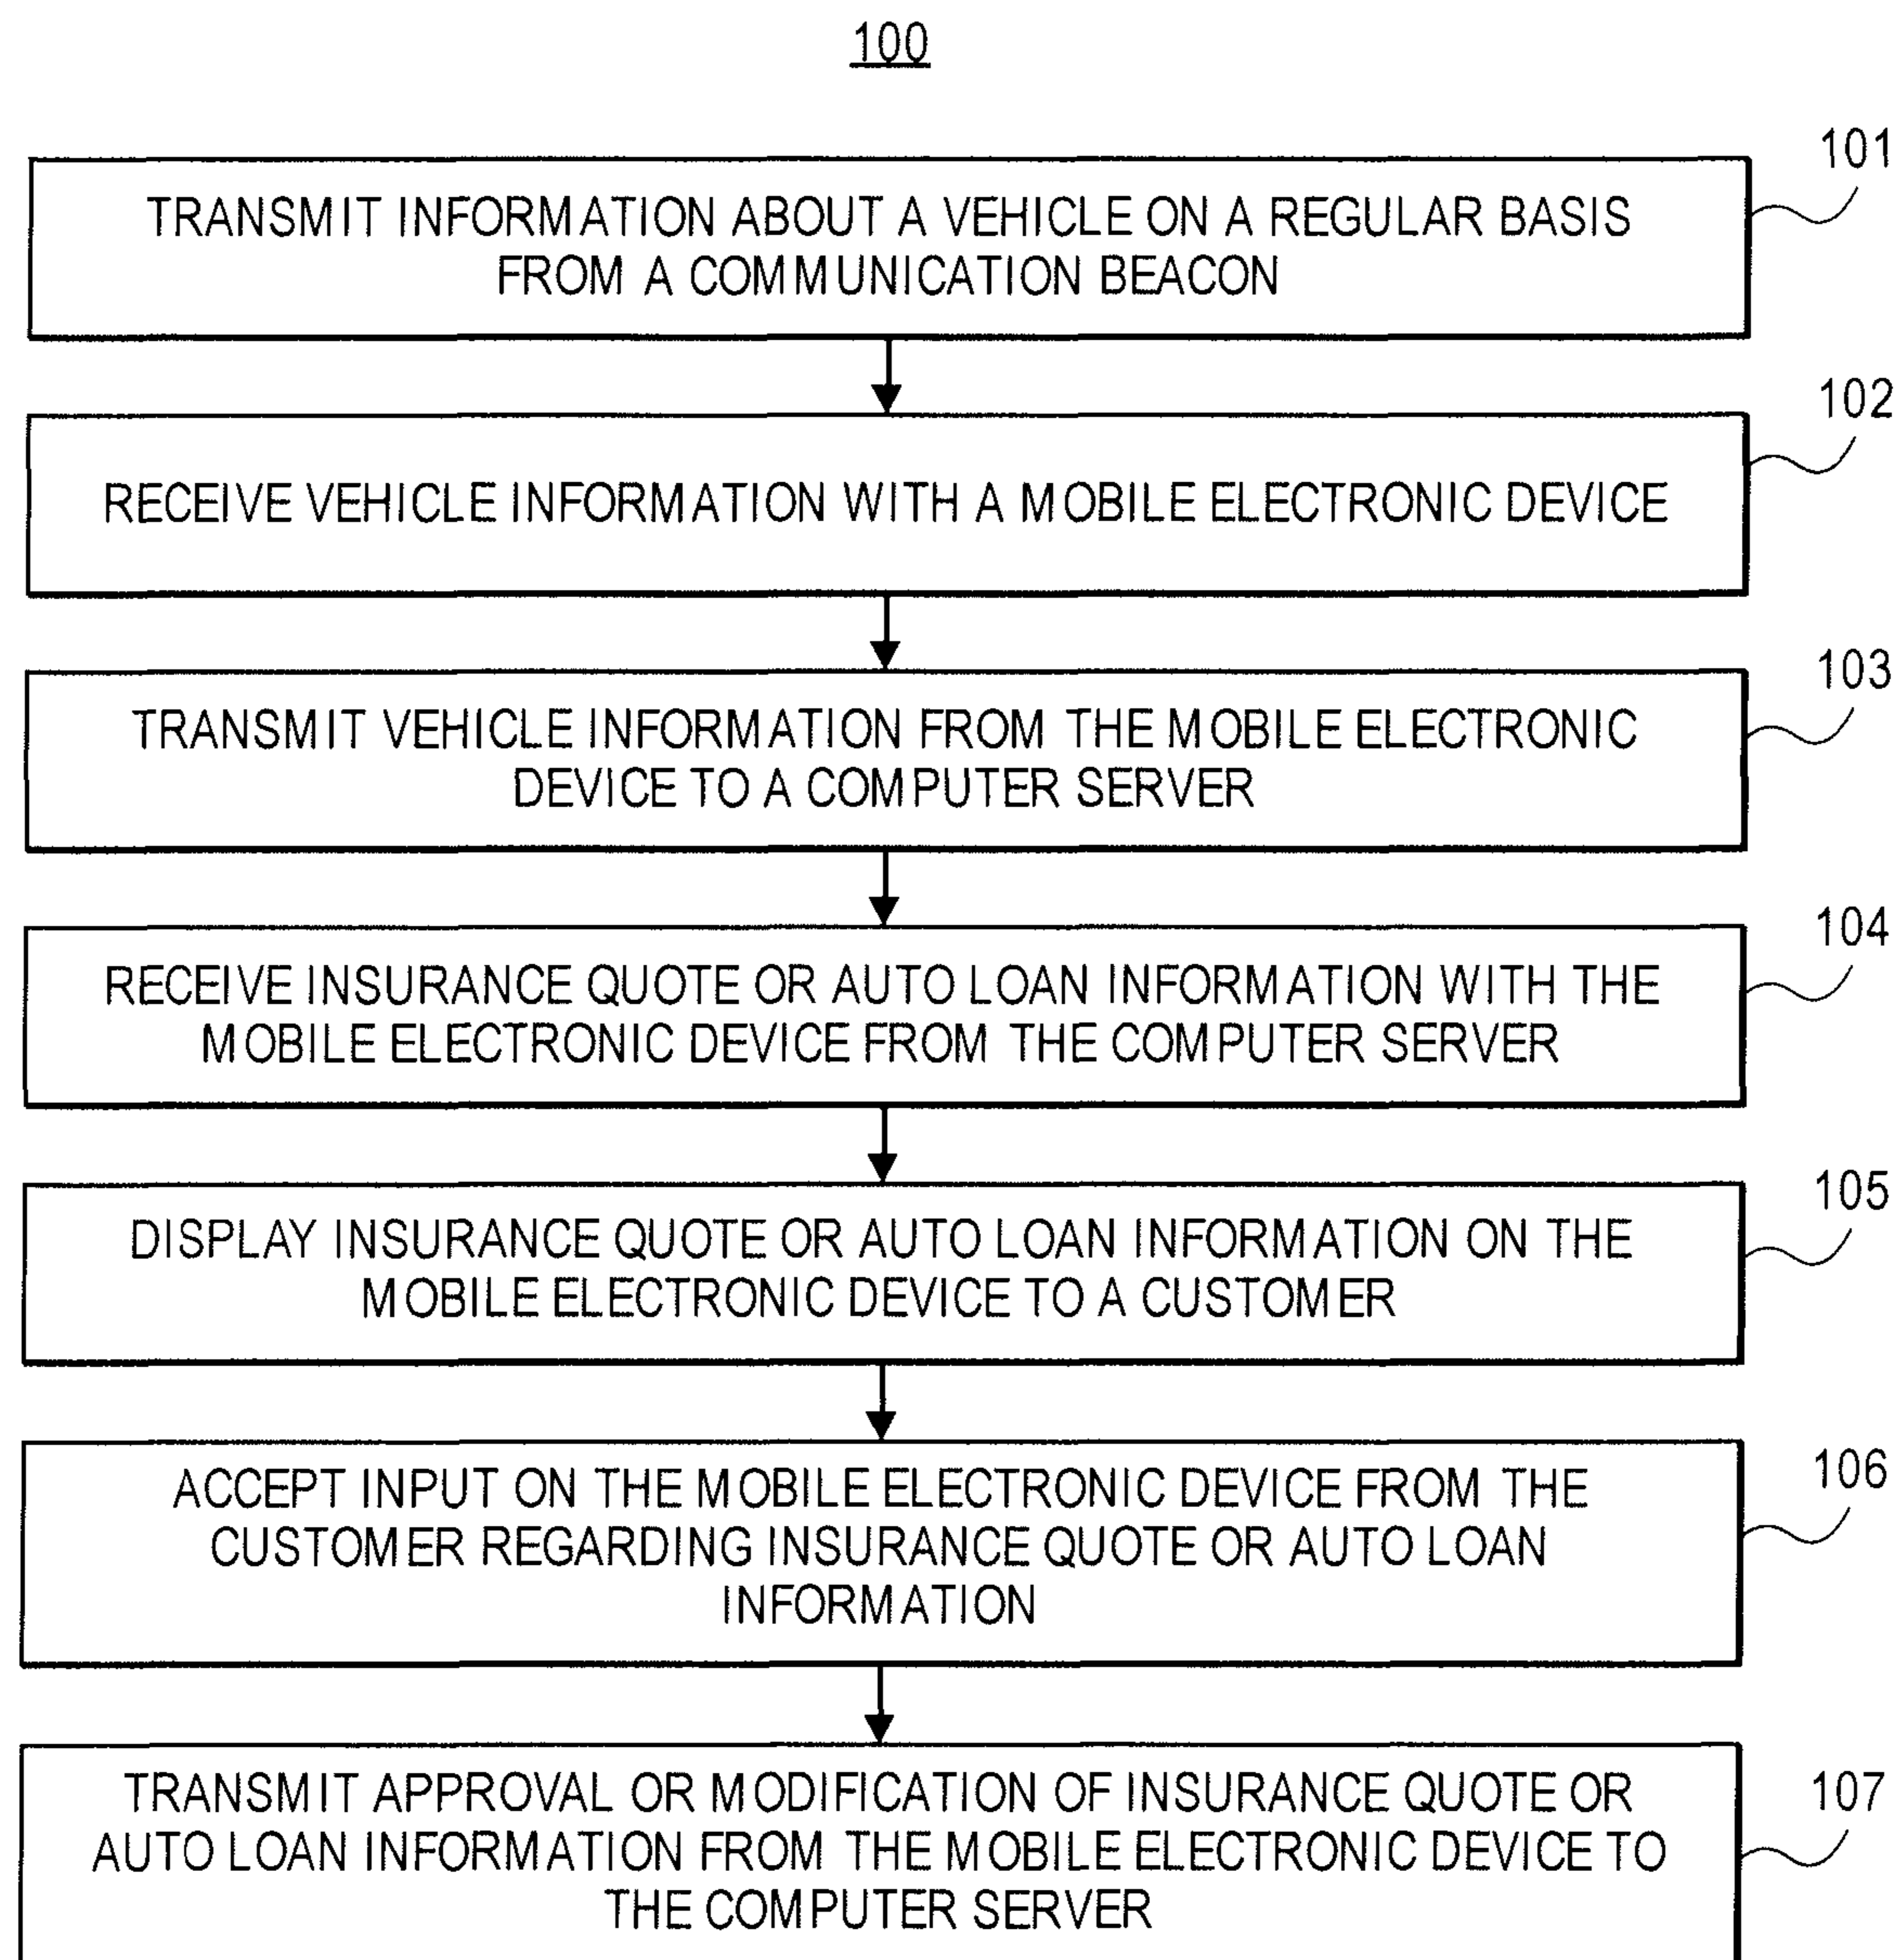 100
101
TRANSMIT INFORMATION ABOUT A VEHICLE ON A REGULAR BASIS
FROM A COMMUNICATION BEACON
102
RECEIVE VEHICLE INFORMATION WITH A MOBILE ELECTRONIC DEVICE
103
TRANSMIT VEHICLE INFORMATION FROM THE MOBILE ELECTRONIC
DEVICE TO A COMPUTER SERVER
104
RECEIVE INSURANCE QUOTE OR AUTO LOAN INFORMATION WITH THE
MOBILE ELECTRONIC DEVICE FROM THE COMPUTER SERVER
105
DISPLAY INSURANCE QUOTE OR AUTO LOAN INFORMATION ON THE
MOBILE ELECTRONIC DEVICE TO A CUSTOMER
106
ACCEPT INPUT ON THE MOBILE ELECTRONIC DEVICE FROM THE
CUSTOMER REGARDING INSURANCE QUOTE OR AUTO LOAN
INFORMATION
107
TRANSMIT APPROVAL OR MODIFICATION OF INSURANCE QUOTE OR
AUTO LOAN INFORMATION FROM THE MOBILE ELECTRONIC DEVICE TO
THE COMPUTER SERVER